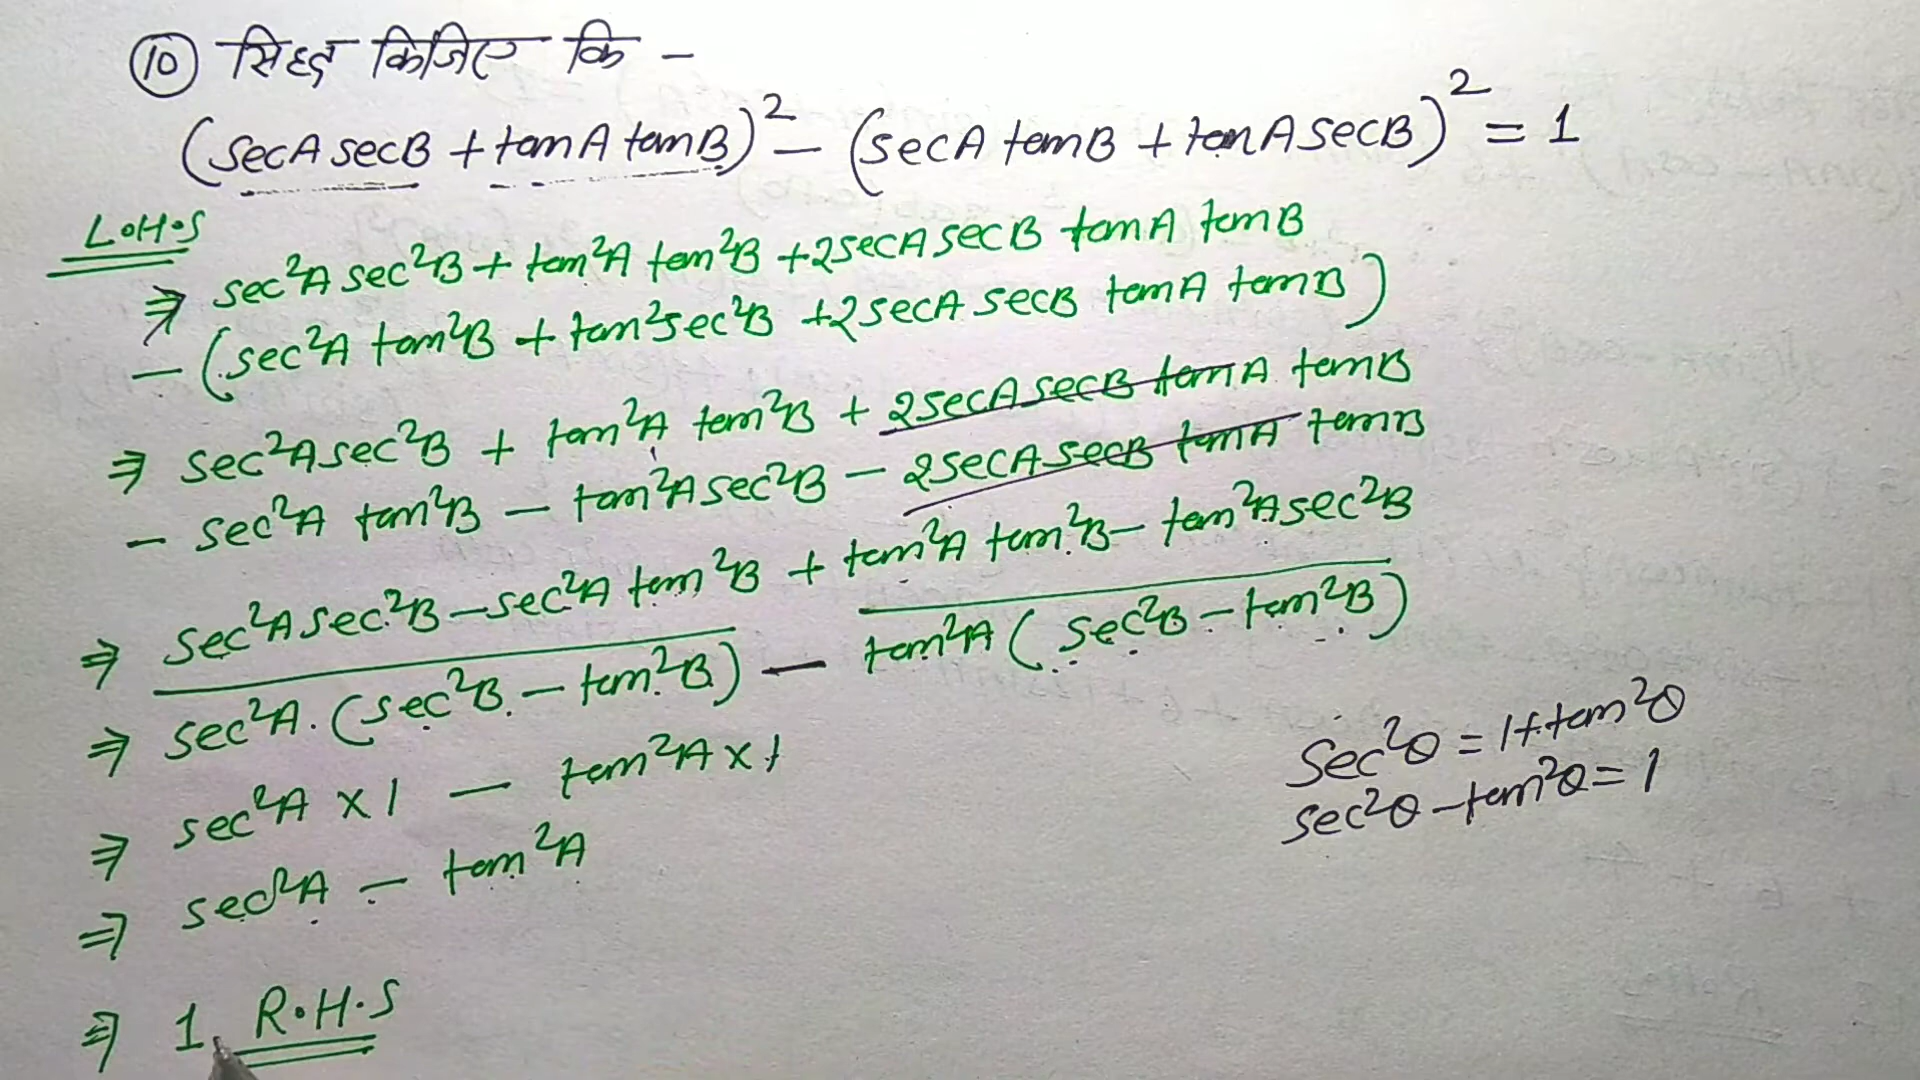 (10) सिद्ध किजिए कि -
(secA secB + tanA tanB)² - (secA tanB + tanA secB)² = 1
L.H.S
⇒ sec²A sec²B + tan²A tan²B + 2secA secB tanA tanB
- (sec²A tan²B + tan²sec²B + 2secA secB tanA tanB)
⇒ sec²A sec²B + tan²A tan²B + 2secA secB tanA tanB
- sec²A tan²B - tan²A sec²B - 2secA secB tanA tanB
⇒ sec²A sec²B - sec²A tan²B + tan²A tan²B - tan²A sec²B
⇒ sec²A. (sec²B - tan²B) - tan²A (sec²B - tan²B)
⇒ sec²A x 1 - tan²A x 1
⇒ sec²A - tan²A
⇒ 1 R.H.S
Sec²θ = 1 + tan²θ
sec²θ - tan²θ = 1